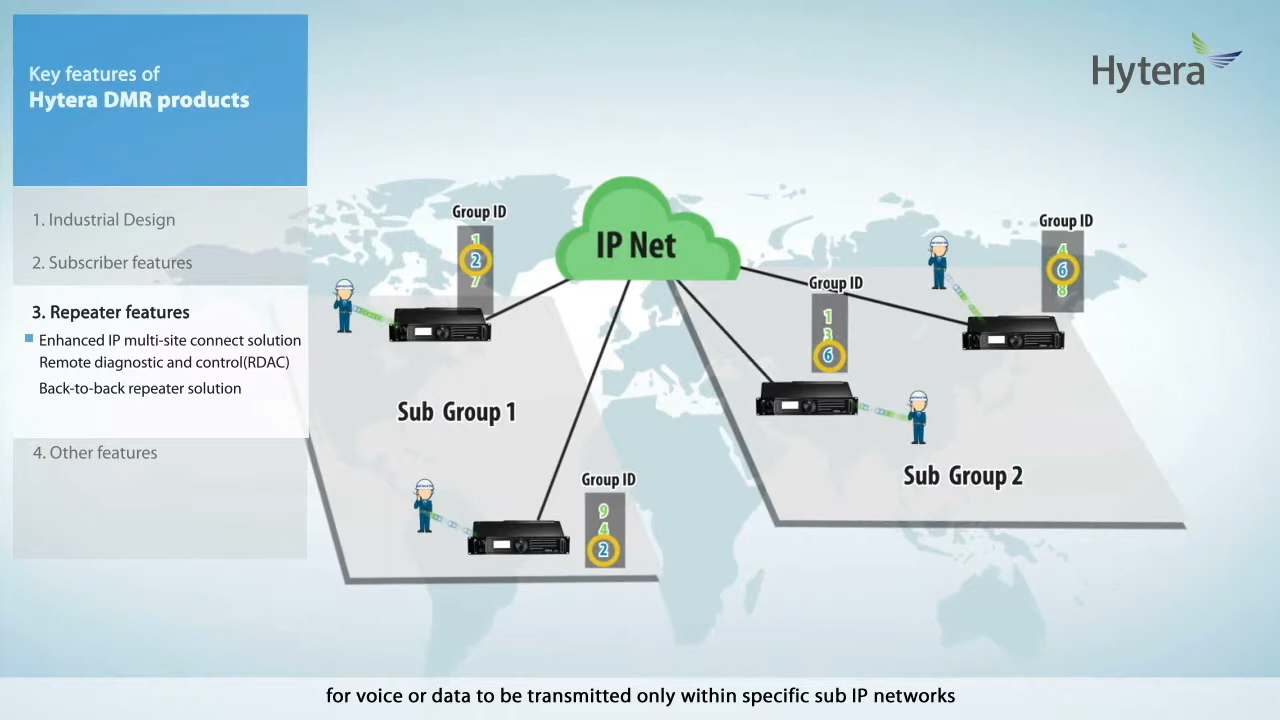 Key features of
Hytera DMR products
1. Industrial Design
2. Subscriber features
3. Repeater features
Enhanced IP multi-site connect solution
Remote diagnostic and control(RDAC)
Back-to-back repeater solution
4. Other features
Hytera
IP Net
Group ID
1
2
7
Sub Group 1
Group ID
9
4
2
Group ID
1
3
6
Group ID
4
6
8
Sub Group 2
for voice or data to be transmitted only within specific sub IP networks